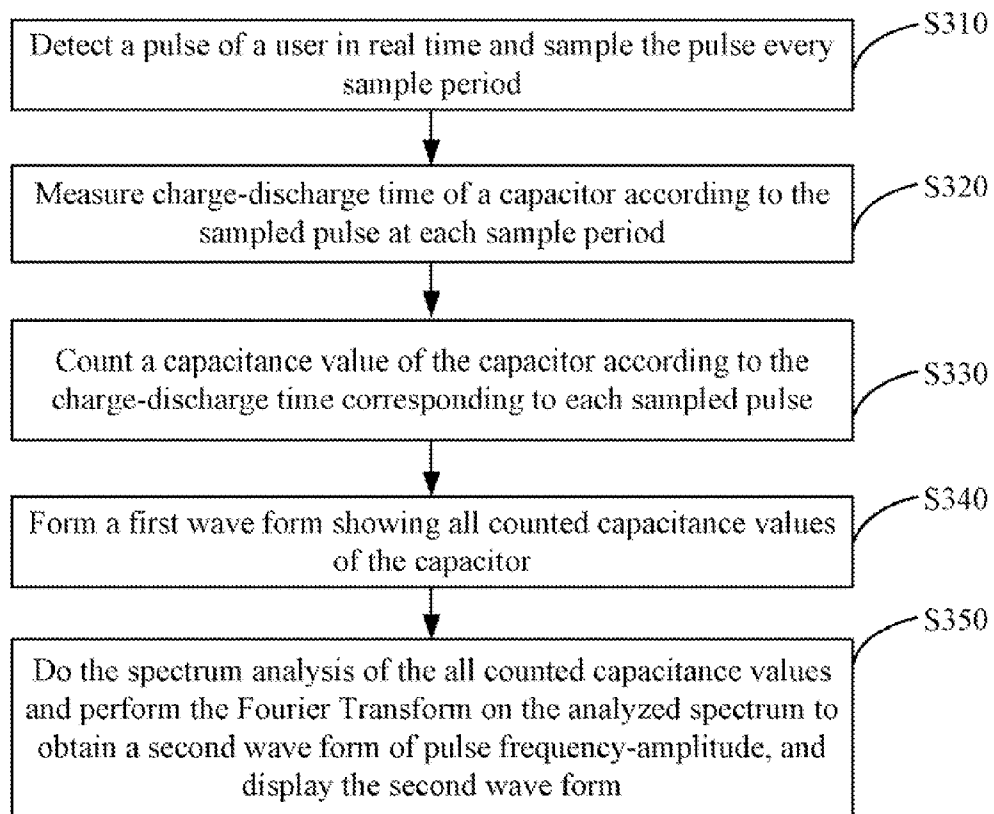 S310
Detect a pulse of a user in real time and sample the pulse every
sample period
S320
Measure charge-discharge time of a capacitor according to the
sampled pulse at each sample period
S330
Count a capacitance value of the capacitor according to the
charge-discharge time corresponding to each sampled pulse
S340
Form a first wave form showing all counted capacitance values
of the capacitor
S350
Do the spectrum analysis of the all counted capacitance values
and perform the Fourier Transform on the analyzed spectrum to
obtain a second wave form of pulse frequency-amplitude, and
display the second wave form